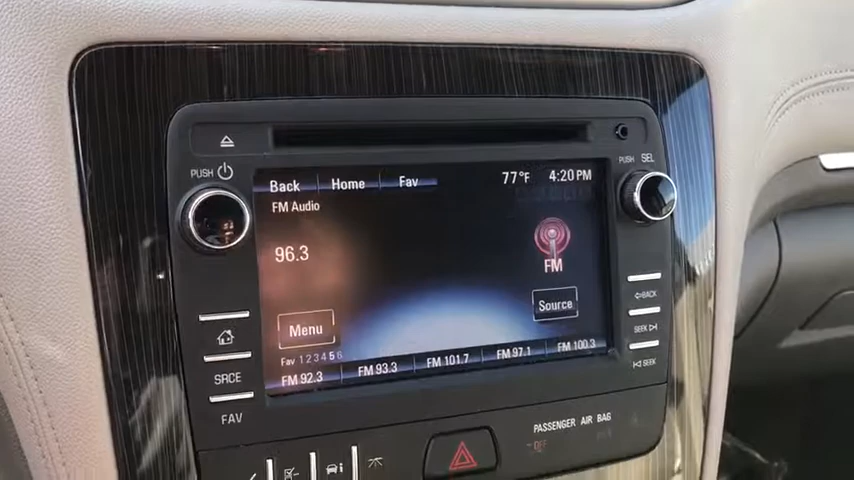 PUSH
PUSH SEL
Back Home Fav 77°F 4:20PM
FM Audio
96.3
FM
BACK
Menu
Source
SEEK
Fav 1 2 3 4 5 6
SEEK
FM 92.3 FM 93.3 FM 101.7 FM 97.1 FM 100.3
SRCE
FAV
PASSENGER AIR BAG
OFF